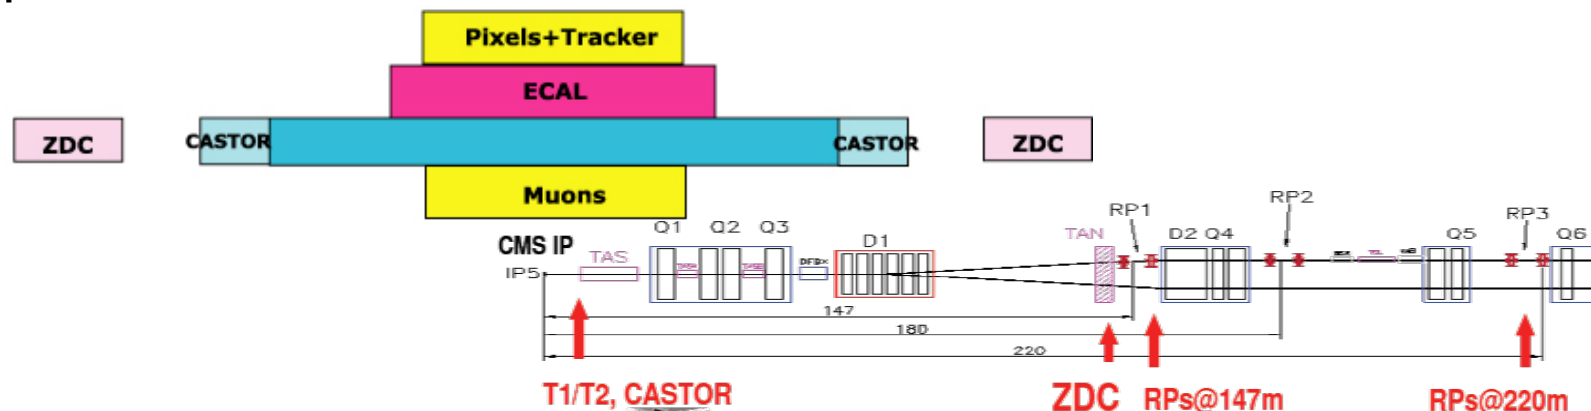 Pixels+Tracker
ECAL
ZDC
CASTOR
CASTOR
ZDC
Muons
Q1
Q2
Q3
D1
TAN
RP1
D2 Q4
RP2
RP3
Q5
Q6
CMS IP
TAS
DFBX
IP5
147
180
220
T1/T2, CASTOR
ZDC
RPs@147m
RPs@220m